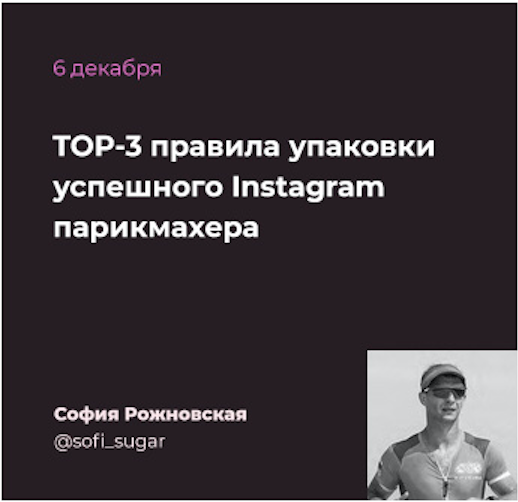 6 декабря
TOP-3 правила упаковки
успешного Instagram
парикмахера
София Рожновская
@sofi_sugar